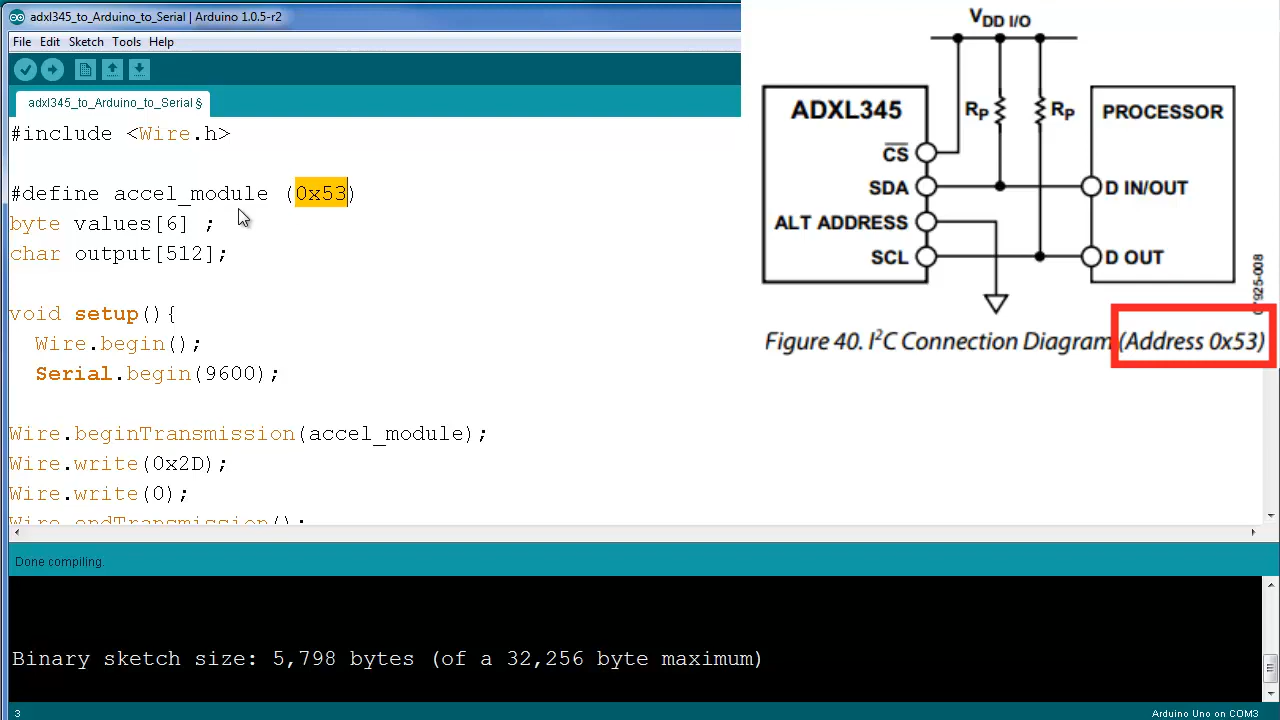 adxl345_to_Arduino_to_Serial | Arduino 1.0.5-r2
File Edit Sketch Tools Help
adxl345_to_Arduino_to_Serial §
#include <Wire.h>
#define accel_module (0x53)
byte values[6] ;
char output[512];
void setup(){
Wire.begin();
Serial.begin(9600);
Wire.beginTransmission(accel_module);
Wire.write(0x2D);
Wire.write(0);
Wire.endTransmission();
VDD I/O
ADXL345
RP
RP
PROCESSOR
CS
SDA
D IN/OUT
ALT ADDRESS
SCL
D OUT
07925-008
Figure 40. I²C Connection Diagram (Address 0x53)
Done compiling.
Binary sketch size: 5,798 bytes (of a 32,256 byte maximum)
3
Arduino Uno on COM3